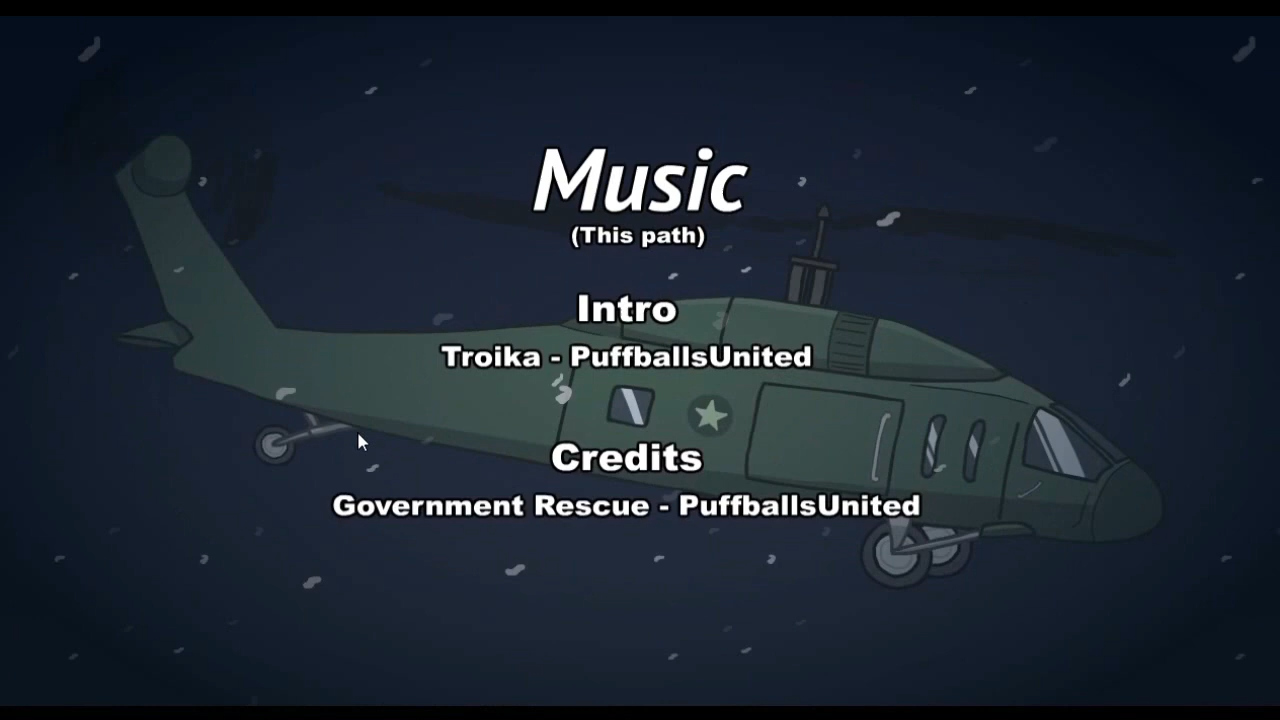 Music
(This path)
Intro
Troika - PuffballsUnited
Credits
Government Rescue - PuffballsUnited